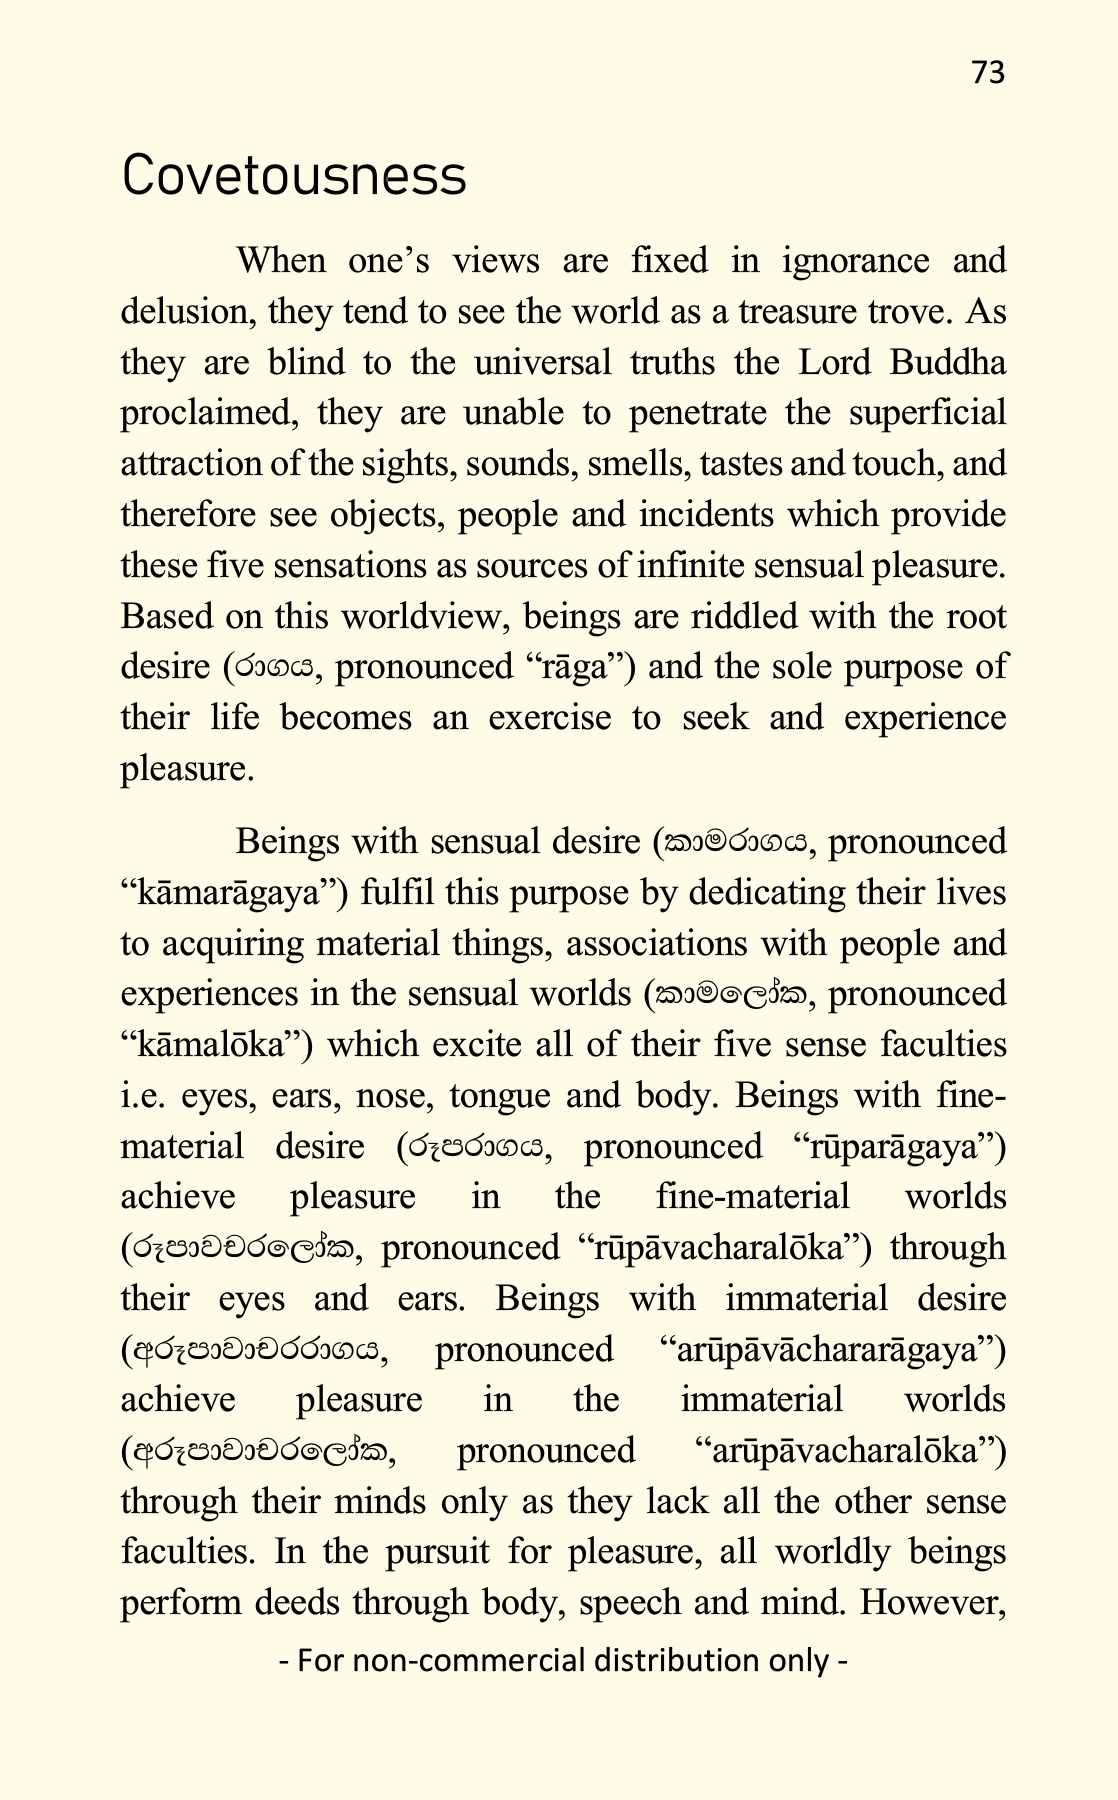 73
Covetousness
When one’s views are fixed in ignorance and
delusion, they tend to see the world as a treasure trove. As
they are blind to the universal truths the Lord Buddha
proclaimed, they are unable to penetrate the superficial
attraction of the sights, sounds, smells, tastes and touch, and
therefore see objects, people and incidents which provide
these five sensations as sources of infinite sensual pleasure.
Based on this worldview, beings are riddled with the root
desire (රාගය, pronounced “rāga”) and the sole purpose of
their life becomes an exercise to seek and experience
pleasure.
Beings with sensual desire (කාමරාගය, pronounced
“kāmarāgaya”) fulfil this purpose by dedicating their lives
to acquiring material things, associations with people and
experiences in the sensual worlds (කාමලෝක, pronounced
“kāmalōka”) which excite all of their five sense faculties
i.e. eyes, ears, nose, tongue and body. Beings with fine-
material desire (රූපරාගය, pronounced “rūparāgaya”)
achieve pleasure in the fine-material worlds
(රූපාවචරලෝක, pronounced “rūpāvacharalōka”) through
their eyes and ears. Beings with immaterial desire
(අරූපාවාචරරාගය, pronounced “arūpāvāchararāgaya”)
achieve pleasure in the immaterial worlds
(අරූපාවාචරලෝක, pronounced “arūpāvacharalōka”)
through their minds only as they lack all the other sense
faculties. In the pursuit for pleasure, all worldly beings
perform deeds through body, speech and mind. However,
- For non-commercial distribution only -